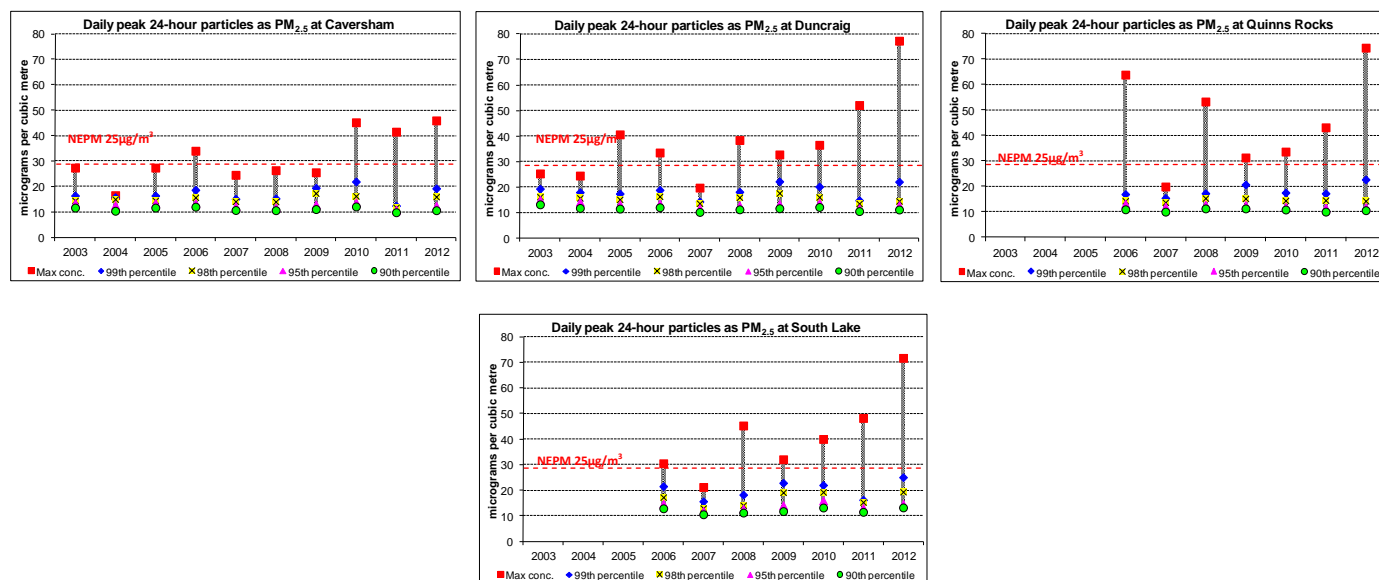 Daily peak 24-hour particles as PM2.5 at Caversham
micrograms per cubic metre
80
70
60
50
40
30
20
10
0
NEPM 25µg/m³
2003 2004 2005 2006 2007 2008 2009 2010 2011 2012
Max conc. 99th percentile 98th percentile 95th percentile 90th percentile
Daily peak 24-hour particles as PM2.5 at Duncraig
micrograms per cubic metre
80
70
60
50
40
30
20
10
0
NEPM 25µg/m³
2003 2004 2005 2006 2007 2008 2009 2010 2011 2012
Max conc. 99th percentile 98th percentile 95th percentile 90th percentile
Daily peak 24-hour particles as PM2.5 at Quinns Rocks
micrograms per cubic metre
80
70
60
50
40
30
20
10
0
NEPM 25µg/m³
2003 2004 2005 2006 2007 2008 2009 2010 2011 2012
Max conc. 99th percentile 98th percentile 95th percentile 90th percentile
Daily peak 24-hour particles as PM2.5 at South Lake
micrograms per cubic metre
80
70
60
50
40
30
20
10
0
NEPM 25µg/m³
2003 2004 2005 2006 2007 2008 2009 2010 2011 2012
Max conc. 99th percentile 98th percentile 95th percentile 90th percentile